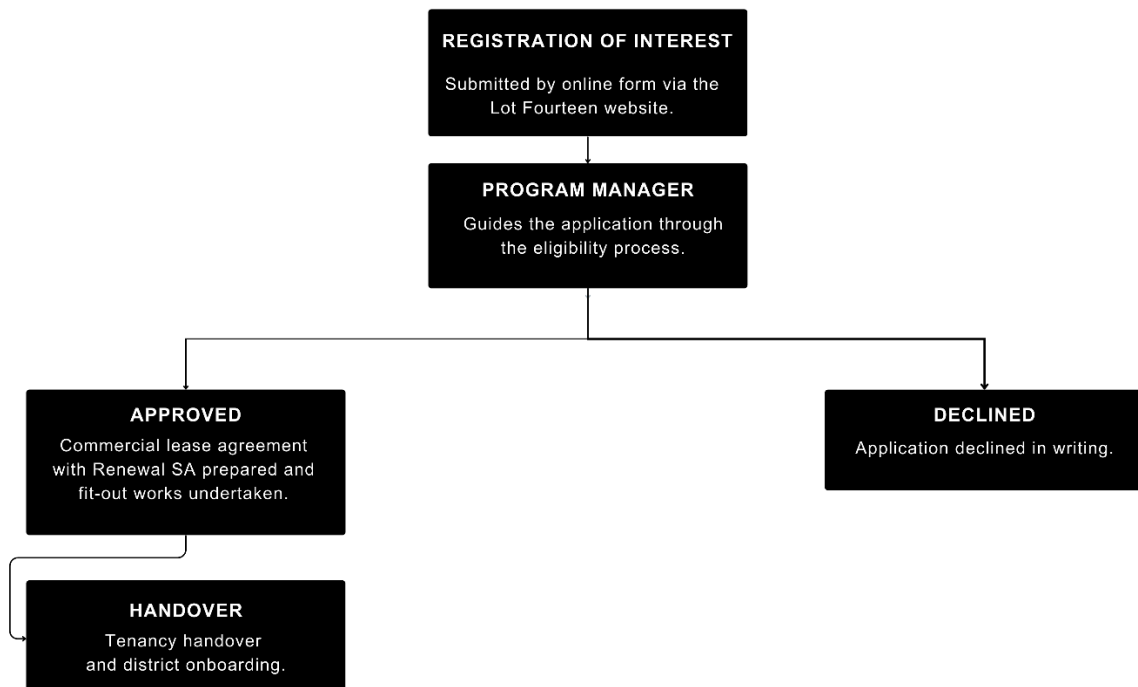 REGISTRATION OF INTEREST
Submitted by online form via the
Lot Fourteen website.
PROGRAM MANAGER
Guides the application through
the eligibility process.
APPROVED
Commercial lease agreement
with Renewal SA prepared and
fit-out works undertaken.
DECLINED
Application declined in writing.
HANDOVER
Tenancy handover
and district onboarding.